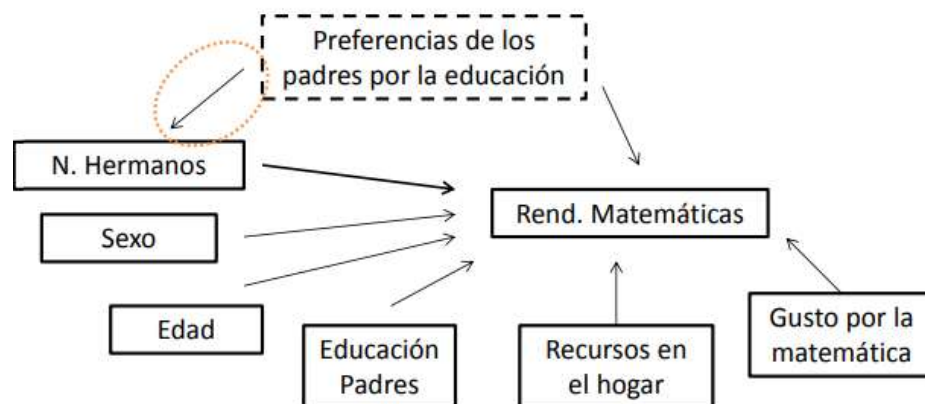 Preferencias de los
padres por la educación
N. Hermanos
Rend. Matemáticas
Sexo
Edad
Educación
Padres
Recursos en
el hogar
Gusto por la
matemática